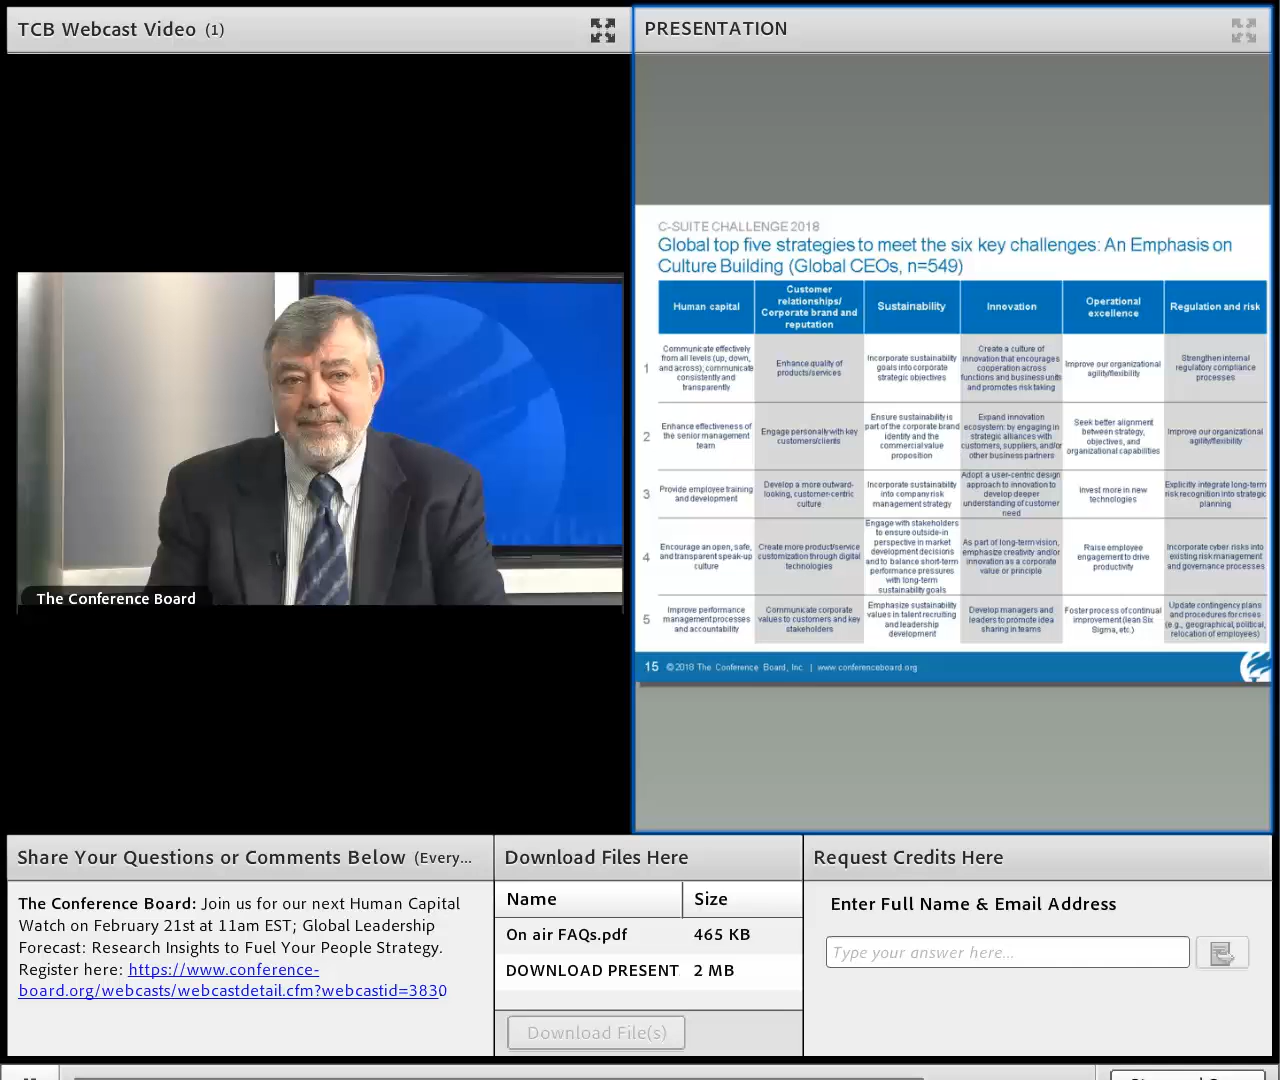 TCB Webcast Video (1)
PRESENTATION
C-SUITE CHALLENGE 2018
Global top five strategies to meet the six key challenges: An Emphasis on
Culture Building (Global CEOs, n=549)
Human capital
Customer
relationships/
Corporate brand and
reputation
Sustainability
Innovation
Operational
excellence
Regulation and risk
1
Communicate effectively
from all levels (up, down,
and across); communicate
consistently and
transparently
Enhance quality of
products/services
Incorporate sustainability
goals into corporate
strategic objectives
Create a culture of
innovation that encourages
cooperation across
functions and business units
and promotes risk taking
Improve our organizational
agility/flexibility
Strengthen internal
regulatory compliance
processes
2
Enhance effectiveness of
the senior management
team
Engage personally with key
customers/clients
Ensure sustainability is
part of the corporate brand
identity and the
commercial value
proposition
Expand innovation
ecosystem: by engaging in
strategic alliances with
customers, suppliers, and/or
other business partners
Seek better alignment
between strategy,
objectives, and
organizational capabilities
Improve our organizational
agility/flexibility
3
Provide employee training
and development
Develop a more outward-
looking, customer-centric
culture
Incorporate sustainability
into company risk
management strategy
Adopt a user-centric design
approach to innovation to
develop deeper
understanding of customer
need
Invest more in new
technologies
Explicitly integrate long-term
risk recognition into strategic
planning
4
Encourage an open, safe,
and transparent speak-up
culture
Create more product/service
customization through digital
technologies
Engage with stakeholders
to ensure outside-in
perspective in market
development decisions
and to balance short-term
performance pressures
with long-term
sustainability goals
As part of long-term vision,
emphasize creativity and/or
innovation as a corporate
value or principle
Raise employee
engagement to drive
productivity
Incorporate cyber risks into
existing risk management
and governance processes
5
Improve performance
management processes
and accountability
Communicate corporate
values to customers and key
stakeholders
Emphasize sustainability
values in talent recruiting
and leadership
development
Develop managers and
leaders to promote idea
sharing in teams
Foster process of continual
improvement (lean Six
Sigma, etc.)
Update contingency plans
and procedures for crises
(e.g., geographical, political,
relocation of employees)
15 © 2018 The Conference Board, Inc. | www.conferenceboard.org
The Conference Board
Share Your Questions or Comments Below (Every...
The Conference Board: Join us for our next Human Capital
Watch on February 21st at 11am EST; Global Leadership
Forecast: Research Insights to Fuel Your People Strategy.
Register here: https://www.conference-
board.org/webcasts/webcastdetail.cfm?webcastid=3830
Download Files Here
Name Size
On air FAQs.pdf 465 KB
DOWNLOAD PRESENT 2 MB
Download File(s)
Request Credits Here
Enter Full Name & Email Address
Type your answer here...